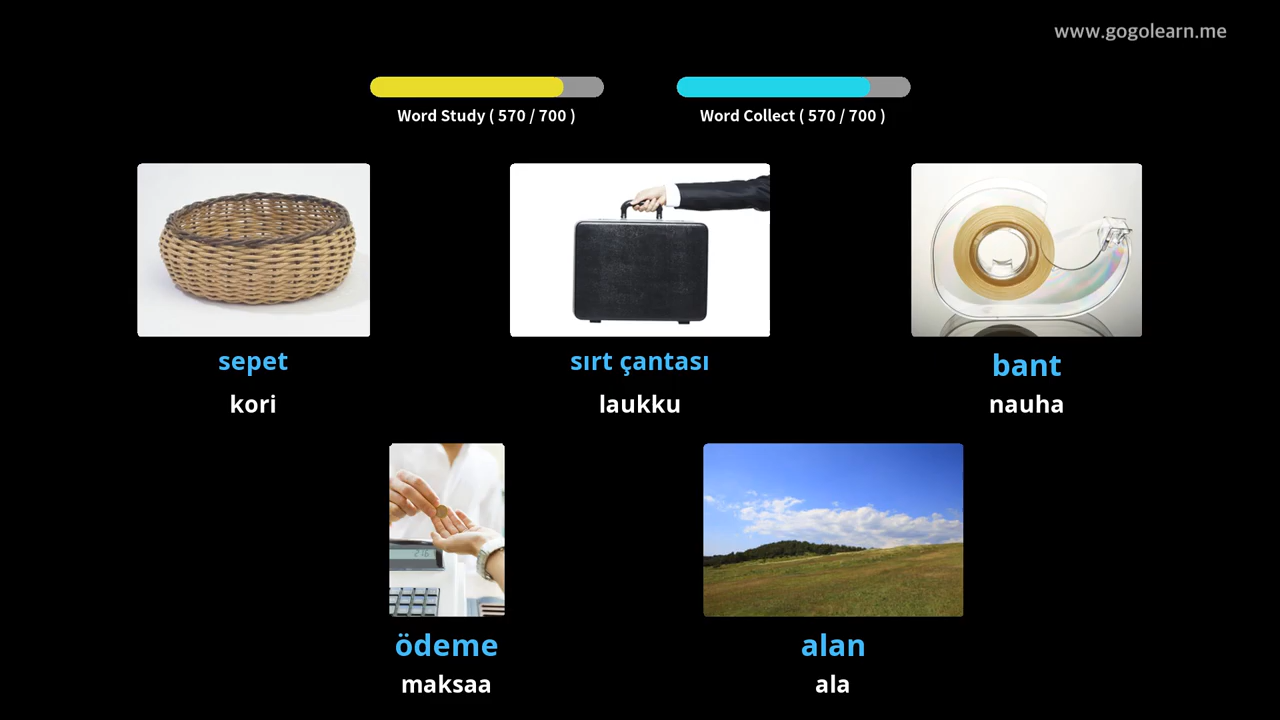 www.gogolearn.me
Word Study ( 570 / 700 )
Word Collect ( 570 / 700 )
sepet
kori
sırt çantası
laukku
bant
nauha
ödeme
maksaa
alan
ala